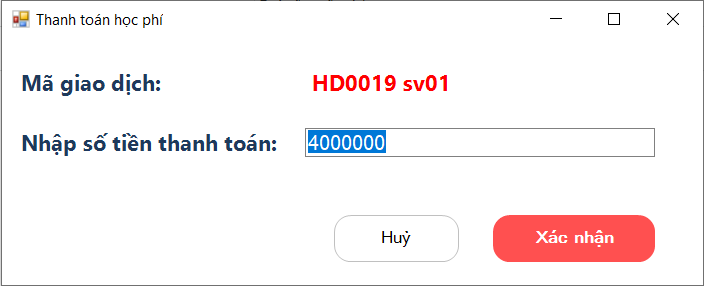 Thanh toán học phí
Mã giao dịch: HD0019 sv01
Nhập số tiền thanh toán: 4000000
Huỷ Xác nhận